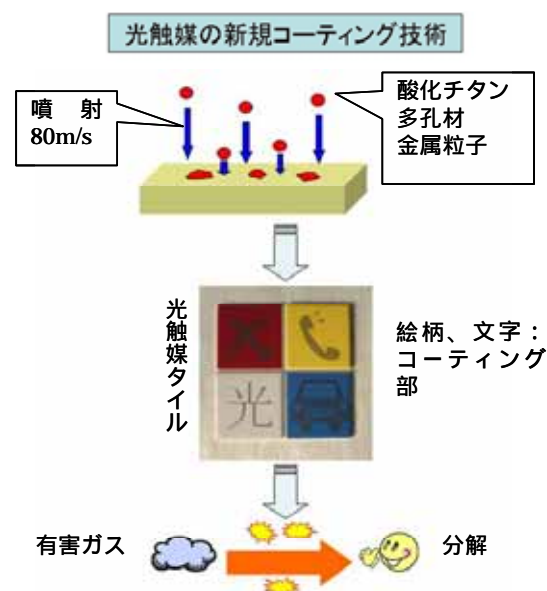 光触媒の新規コーティング技術
噴　射
80m/s
酸化チタン
多孔材
金属粒子
光触媒タイル
光
絵柄、文字：
コーティング
部
有害ガス
分解